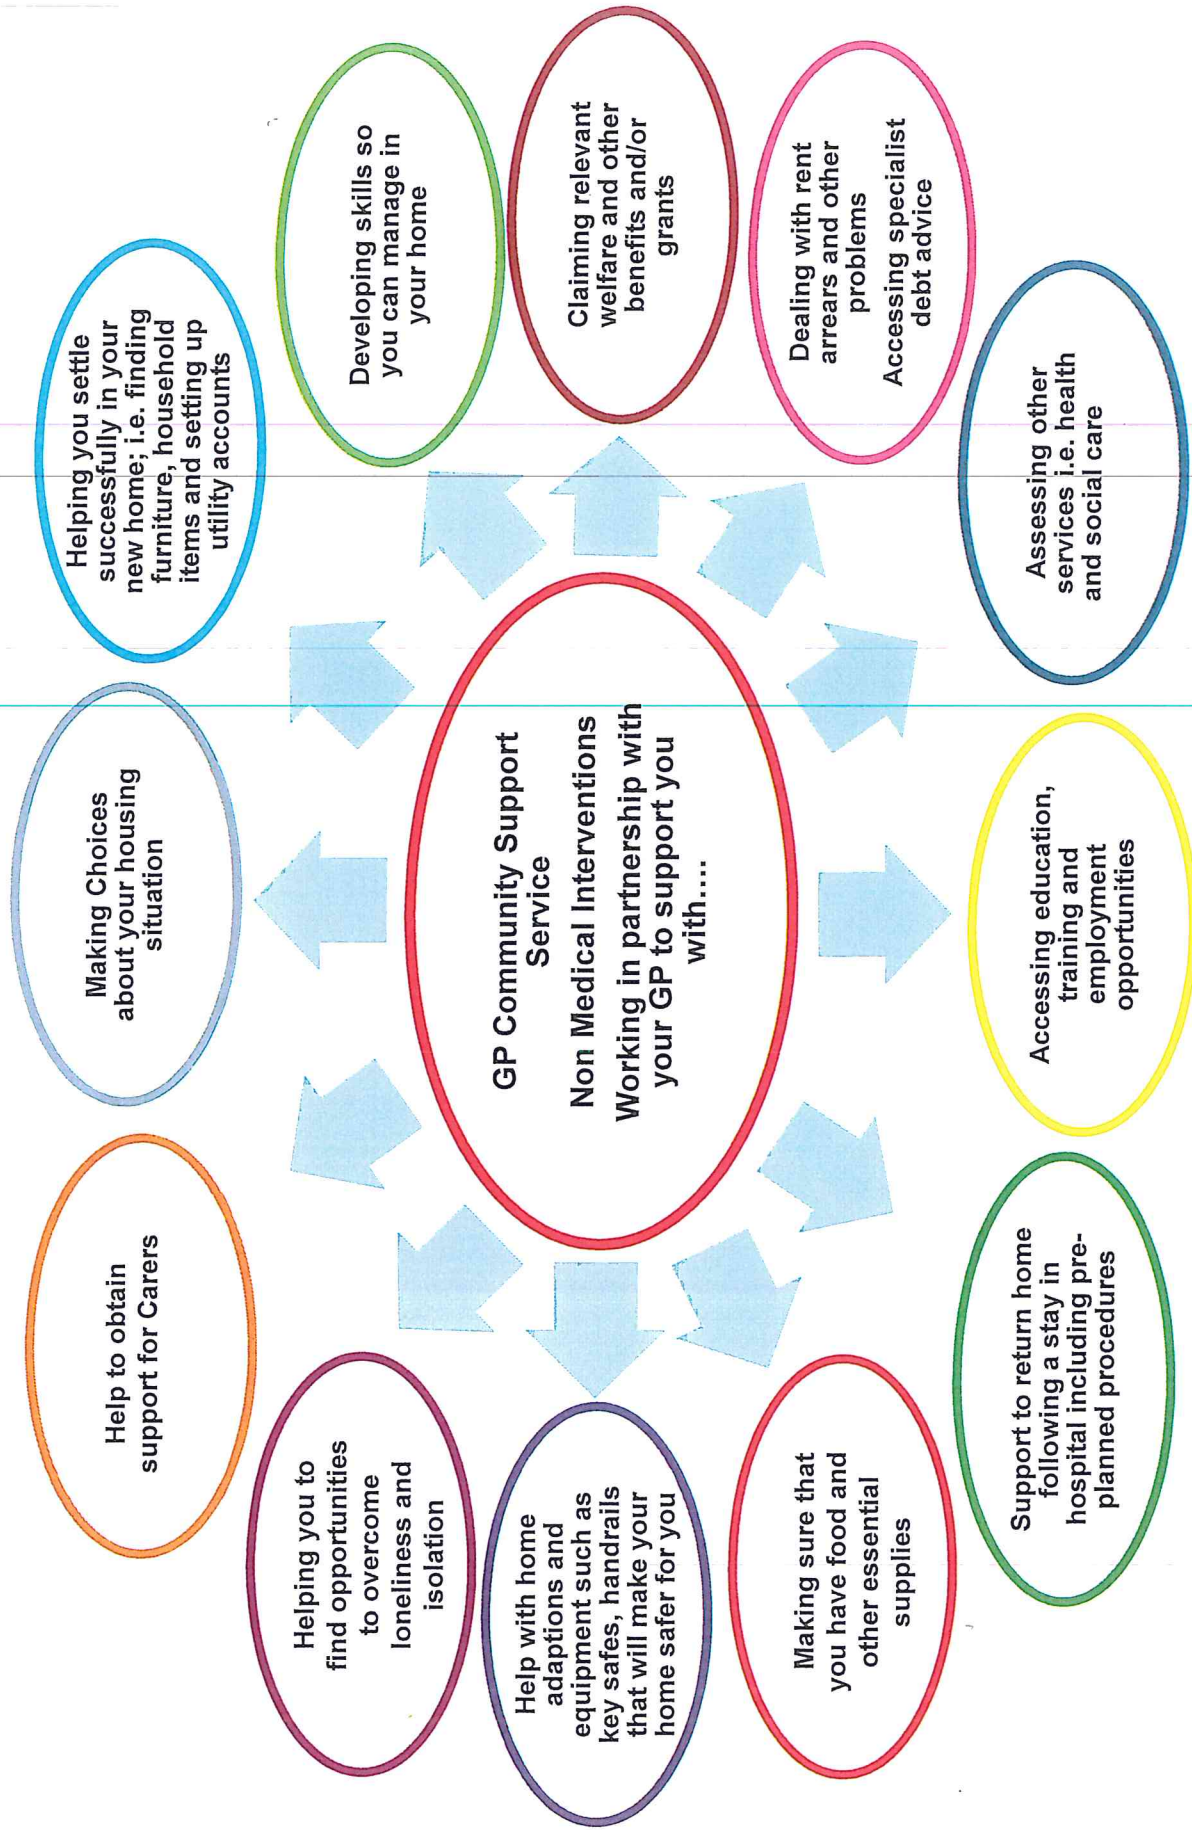 GP Community Support
Service
Non Medical Interventions
Working in partnership with
your GP to support you
with....
Making Choices
about your housing
situation
Helping you settle
successfully in your
new home; i.e. finding
furniture, household
items and setting up
utility accounts
Developing skills so
you can manage in
your home
Claiming relevant
welfare and other
benefits and/or
grants
Dealing with rent
arrears and other
problems
Accessing specialist
debt advice
Assessing other
services i.e. health
and social care
Accessing education,
training and
employment
opportunities
Support to return home
following a stay in
hospital including pre-
planned procedures
Making sure that
you have food and
other essential
supplies
Help with home
adaptions and
equipment such as
key safes, handrails
that will make your
home safer for you
Helping you to
find opportunities
to overcome
loneliness and
isolation
Help to obtain
support for Carers